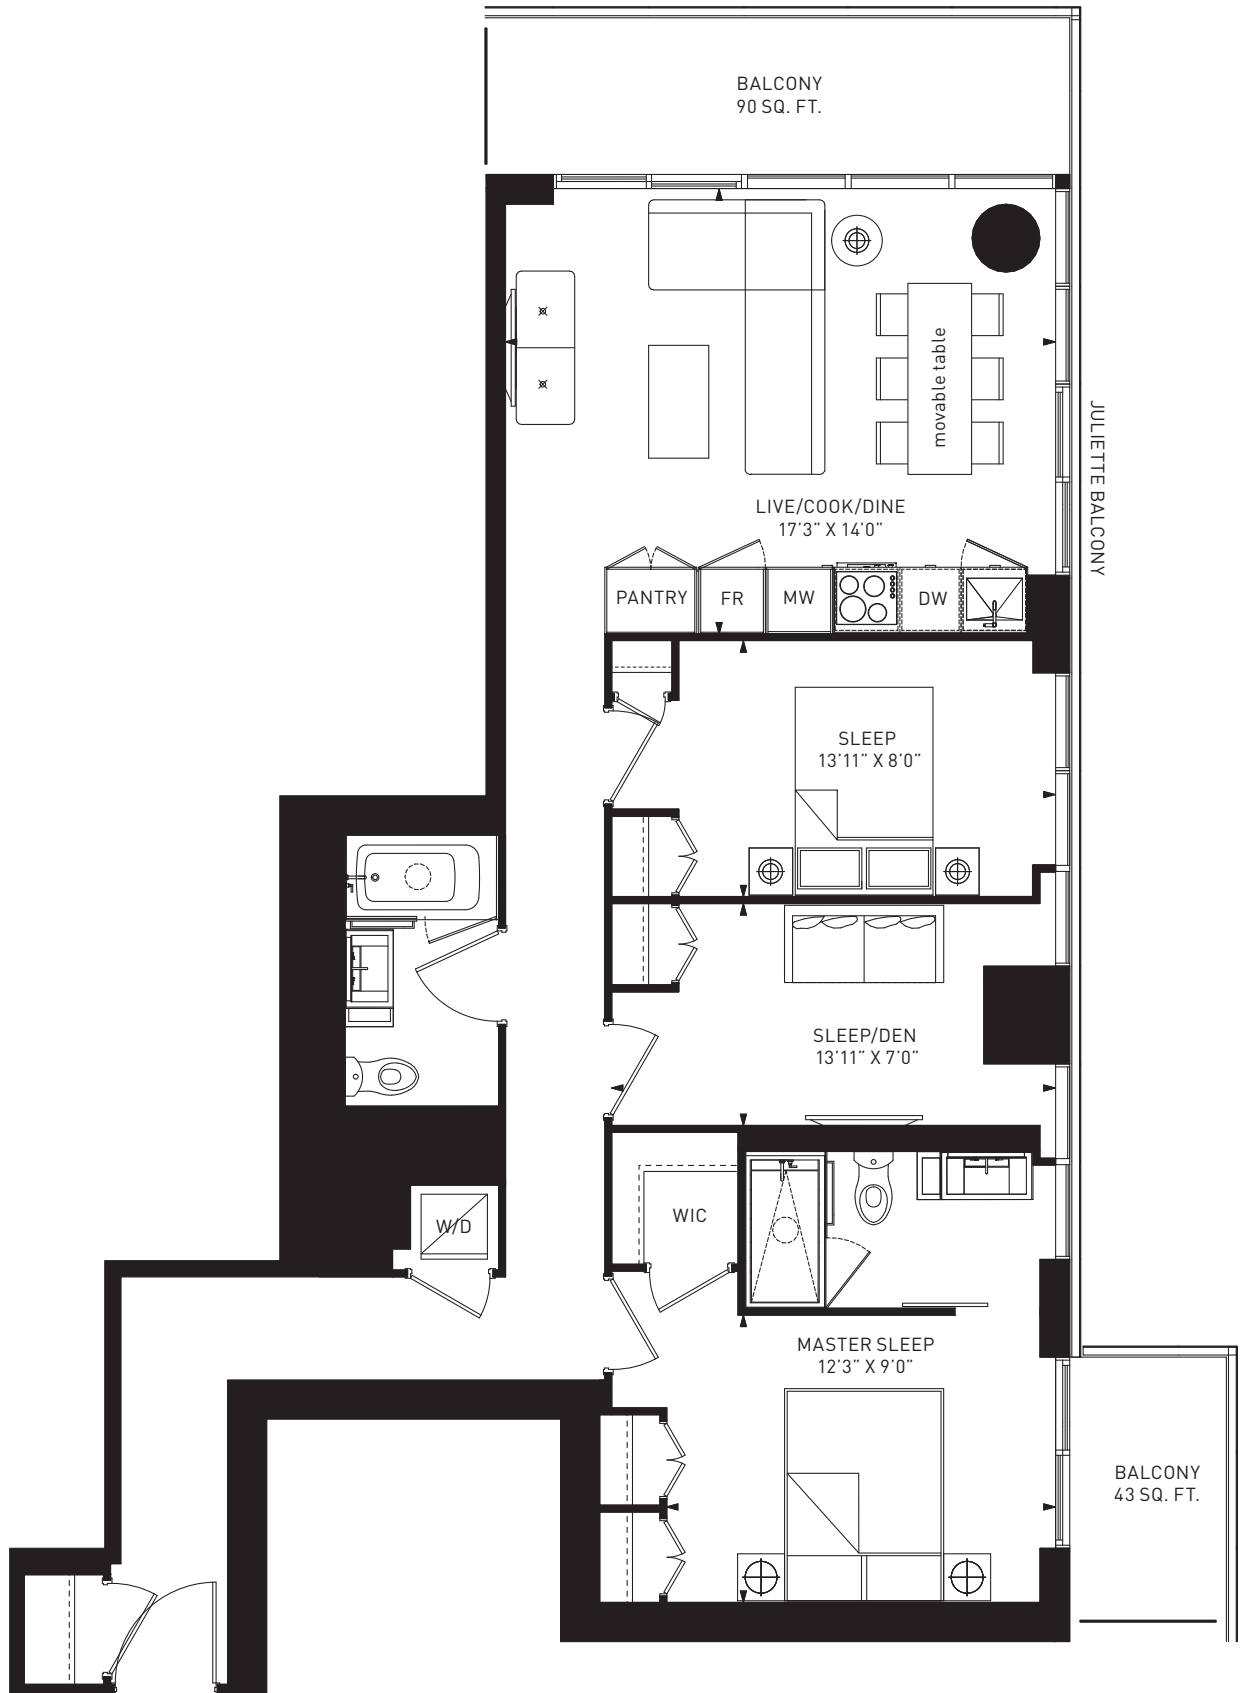 BALCONY
90 SQ. FT.
movable table
JULIETTE BALCONY
LIVE/COOK/DINE
17'3” X 14'0”
PANTRY
FR
MW
DW
SLEEP
13'11” X 8'0”
SLEEP/DEN
13'11” X 7'0”
W/D
WIC
MASTER SLEEP
12'3” X 9'0”
BALCONY
43 SQ. FT.